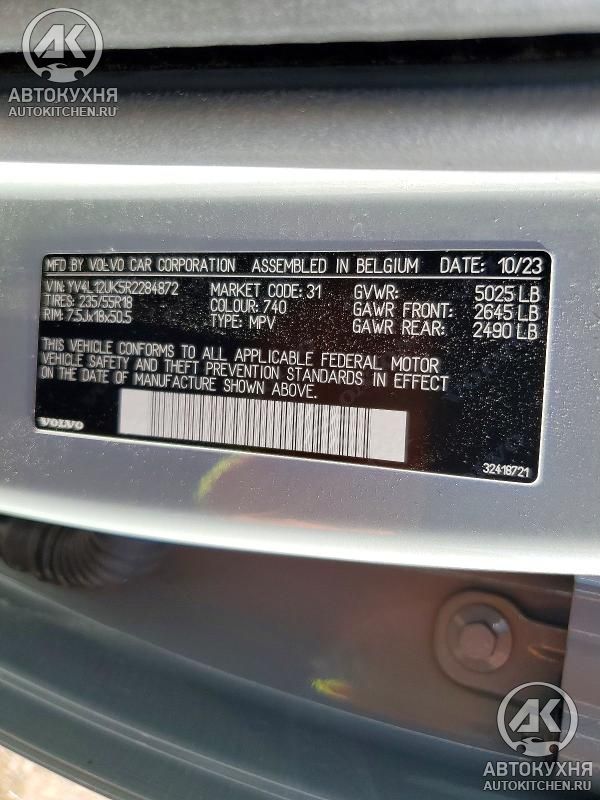 AK
АВТОКУХНЯ
AUTOKITCHEN.RU
MFD BY VOLVO CAR CORPORATION ASSEMBLED IN BELGIUM DATE: 10/23
VIN: YV4L12UK5R2284872 MARKET CODE: 31 GVWR: 5025 LB
TIRES: 235/55R18 COLOUR: 740 GAWR FRONT: 2645 LB
RIM: 7.5Jx18x50.5 TYPE: MPV GAWR REAR: 2490 LB
THIS VEHICLE CONFORMS TO ALL APPLICABLE FEDERAL MOTOR
VEHICLE SAFETY AND THEFT PREVENTION STANDARDS IN EFFECT
ON THE DATE OF MANUFACTURE SHOWN ABOVE.
VOLVO
32418721
AK
АВТОКУХНЯ
AUTOKITCHEN.RU